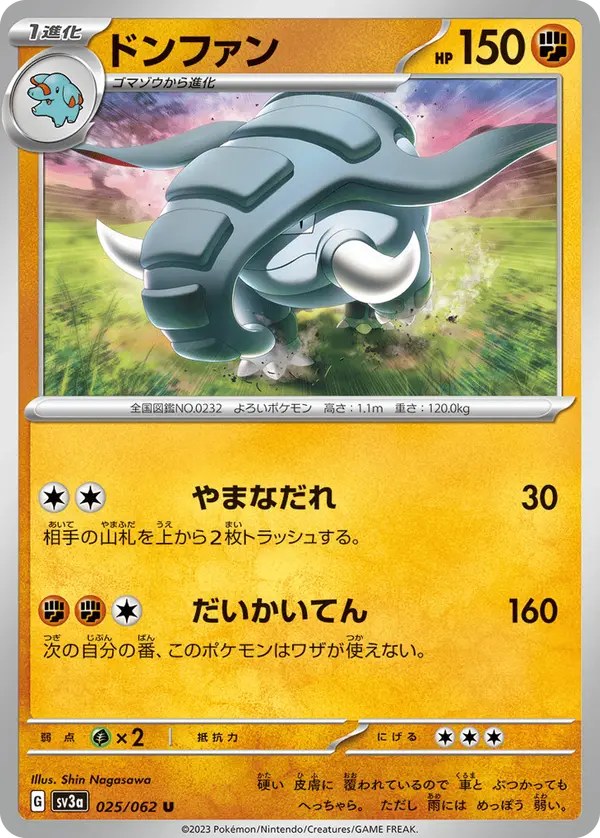 1進化 ドンファン HP 150
ゴマゾウから進化
全国図鑑NO.0232 よろいポケモン 高さ:1.1m 重さ:120.0kg
やまなだれ 30
相手の山札を上から2枚トラッシュする。
だいかいてん 160
次の自分の番、このポケモンはワザが使えない。
弱点 ×2 抵抗力 にげる
Illus. Shin Nagasawa
G sv3a 025/062 U
硬い 皮膚に 覆われているので 車と ぶつかっても
へっちゃら。 ただし 雨には めっぽう 弱い。
©2023 Pokémon/Nintendo/Creatures/GAME FREAK.